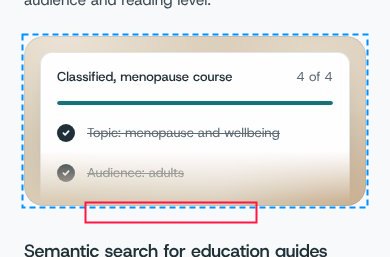 audience and reading level.
Classified, menopause course
4 of 4
Topic: menopause and wellbeing
Audience: adults
Semantic search for education guides